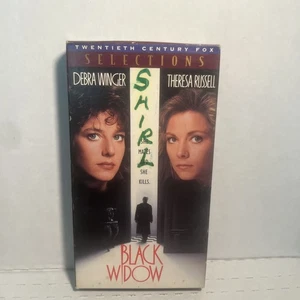 TWENTIETH CENTURY FOX
SELECTIONS
DEBRA WINGER
THERESA RUSSELL
SHIRL
SHE
KILLS.
BLACK
WIDOW